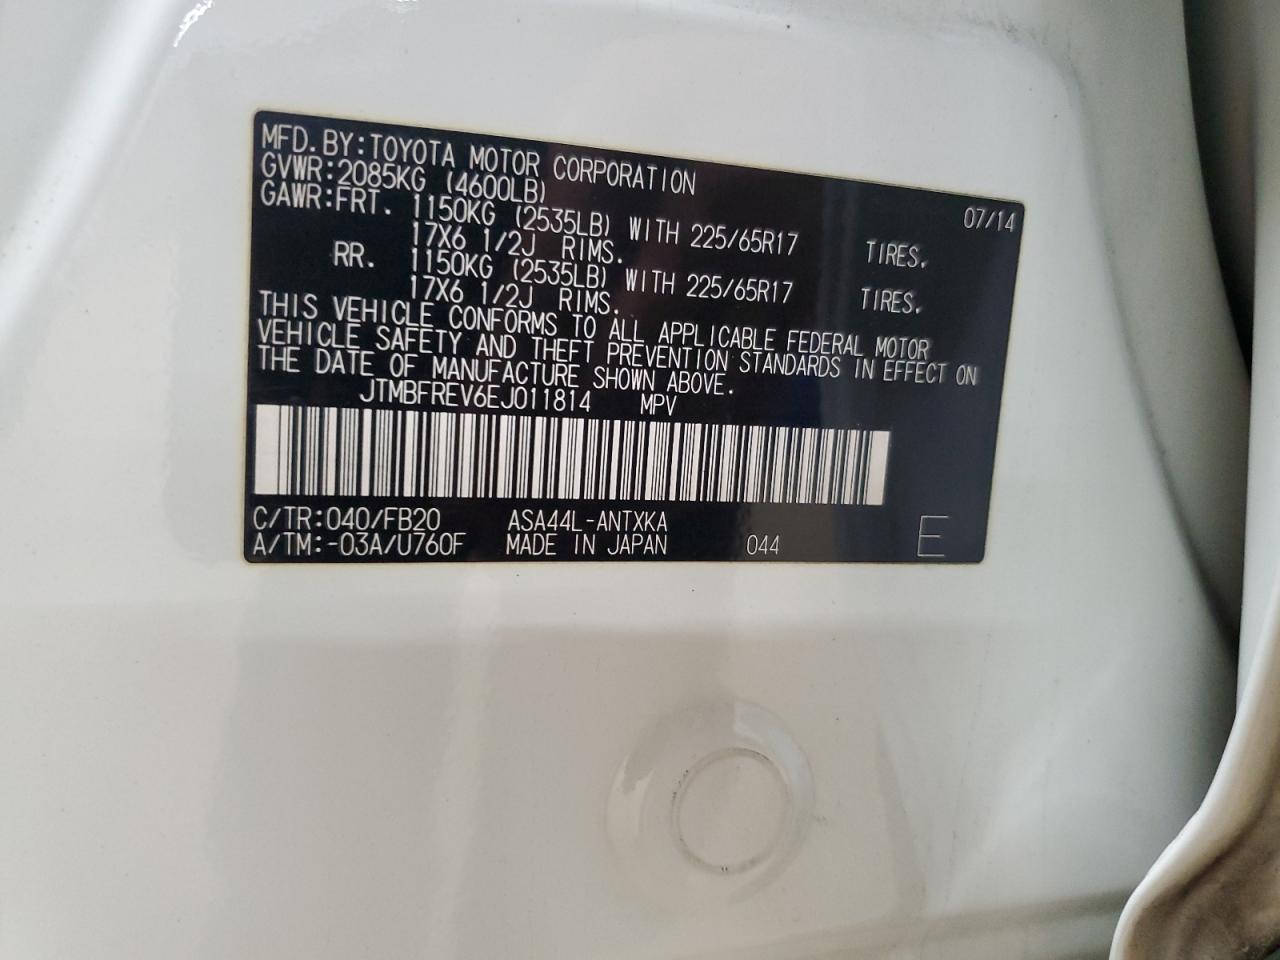 MFD.BY:TOYOTA MOTOR CORPORATION 07/14
GVWR:2085KG (4600LB)
GAWR:FRT. 1150KG (2535LB) WITH 225/65R17 TIRES.
17X6 1/2J RIMS.
RR. 1150KG (2535LB) WITH 225/65R17 TIRES.
17X6 1/2J RIMS.
THIS VEHICLE CONFORMS TO ALL APPLICABLE FEDERAL MOTOR
VEHICLE SAFETY AND THEFT PREVENTION STANDARDS IN EFFECT ON
THE DATE OF MANUFACTURE SHOWN ABOVE.
JTMBFREV6EJ011814 MPV
C/TR:040/FB20 ASA44L-ANTXKA
A/TM:-03A/U760F MADE IN JAPAN 044 E